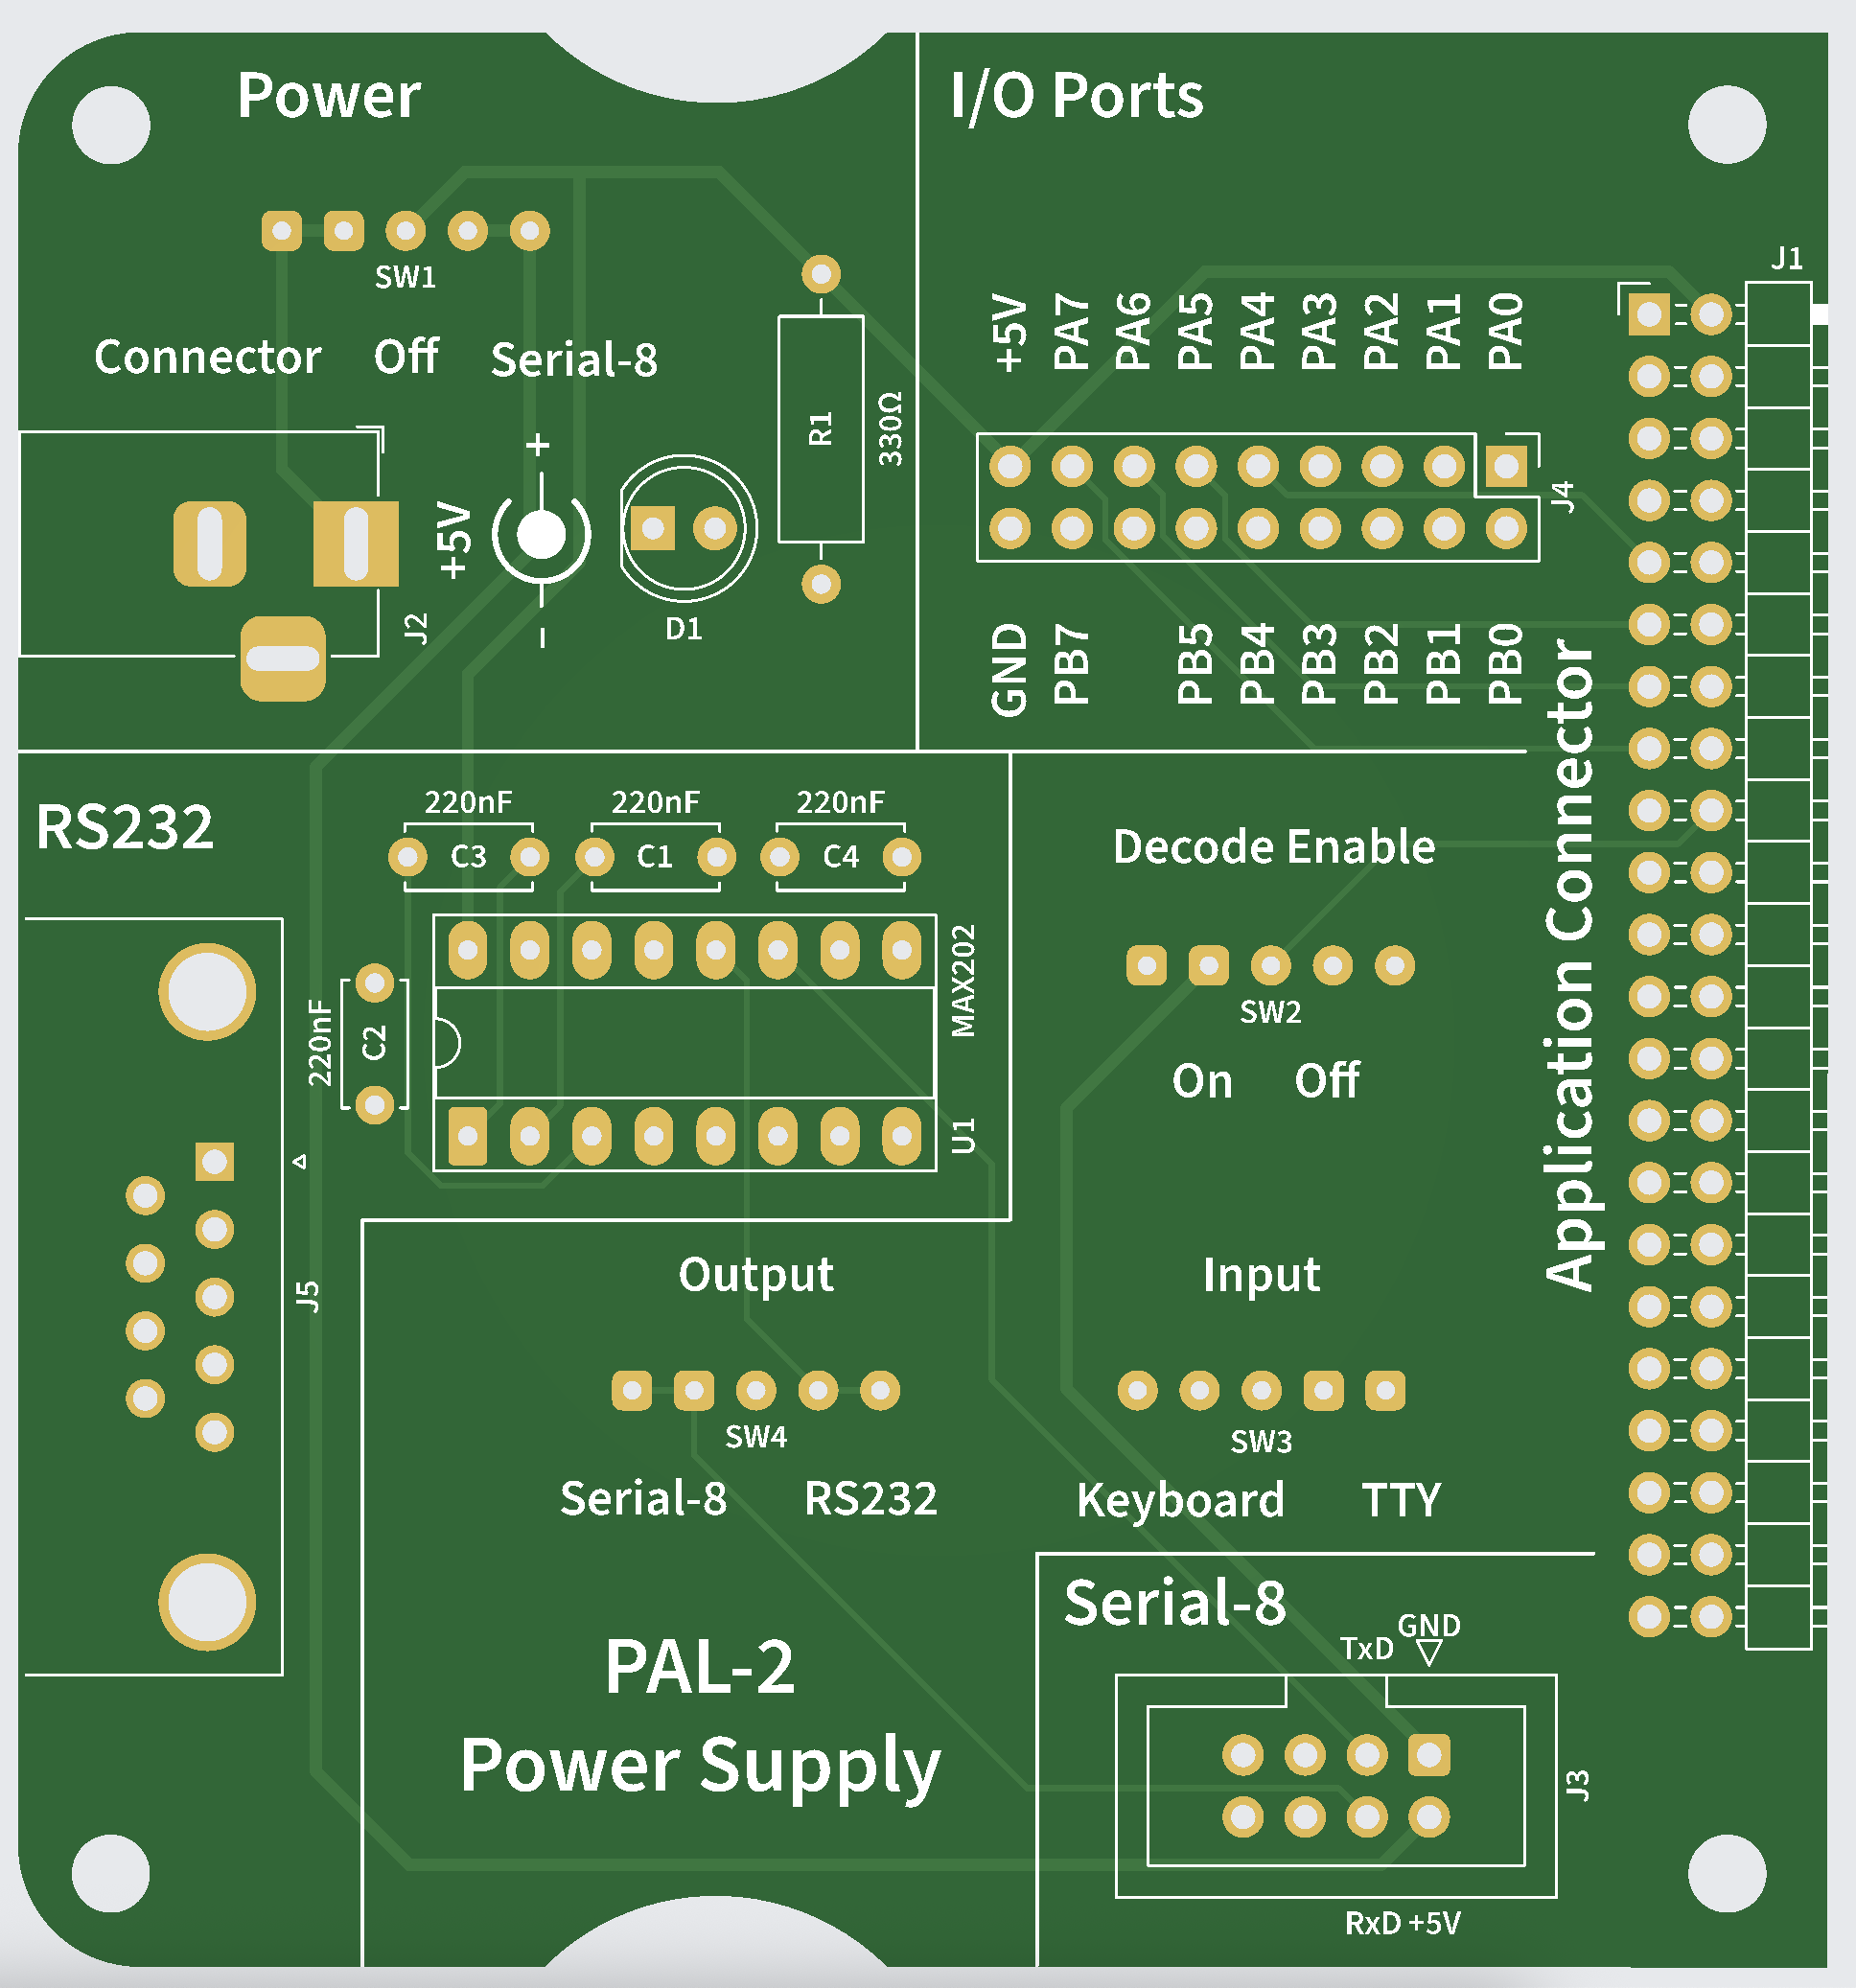 Power
I/O Ports
SW1
J1
Connector
Off
Serial-8
+5V
PA7
PA6
PA5
PA4
PA3
PA2
PA1
PA0
R1
330Ω
+
+5V
-
J2
D1
J4
GND
PB7
PB5
PB4
PB3
PB2
PB1
PB0
Application Connector
RS232
220nF
220nF
220nF
C3
C1
C4
Decode Enable
220nF
C2
MAX202
U1
SW2
On
Off
J5
Output
Input
SW4
SW3
Serial-8
RS232
Keyboard
TTY
Serial-8
GND
TxD
PAL-2
Power Supply
J3
RxD +5V